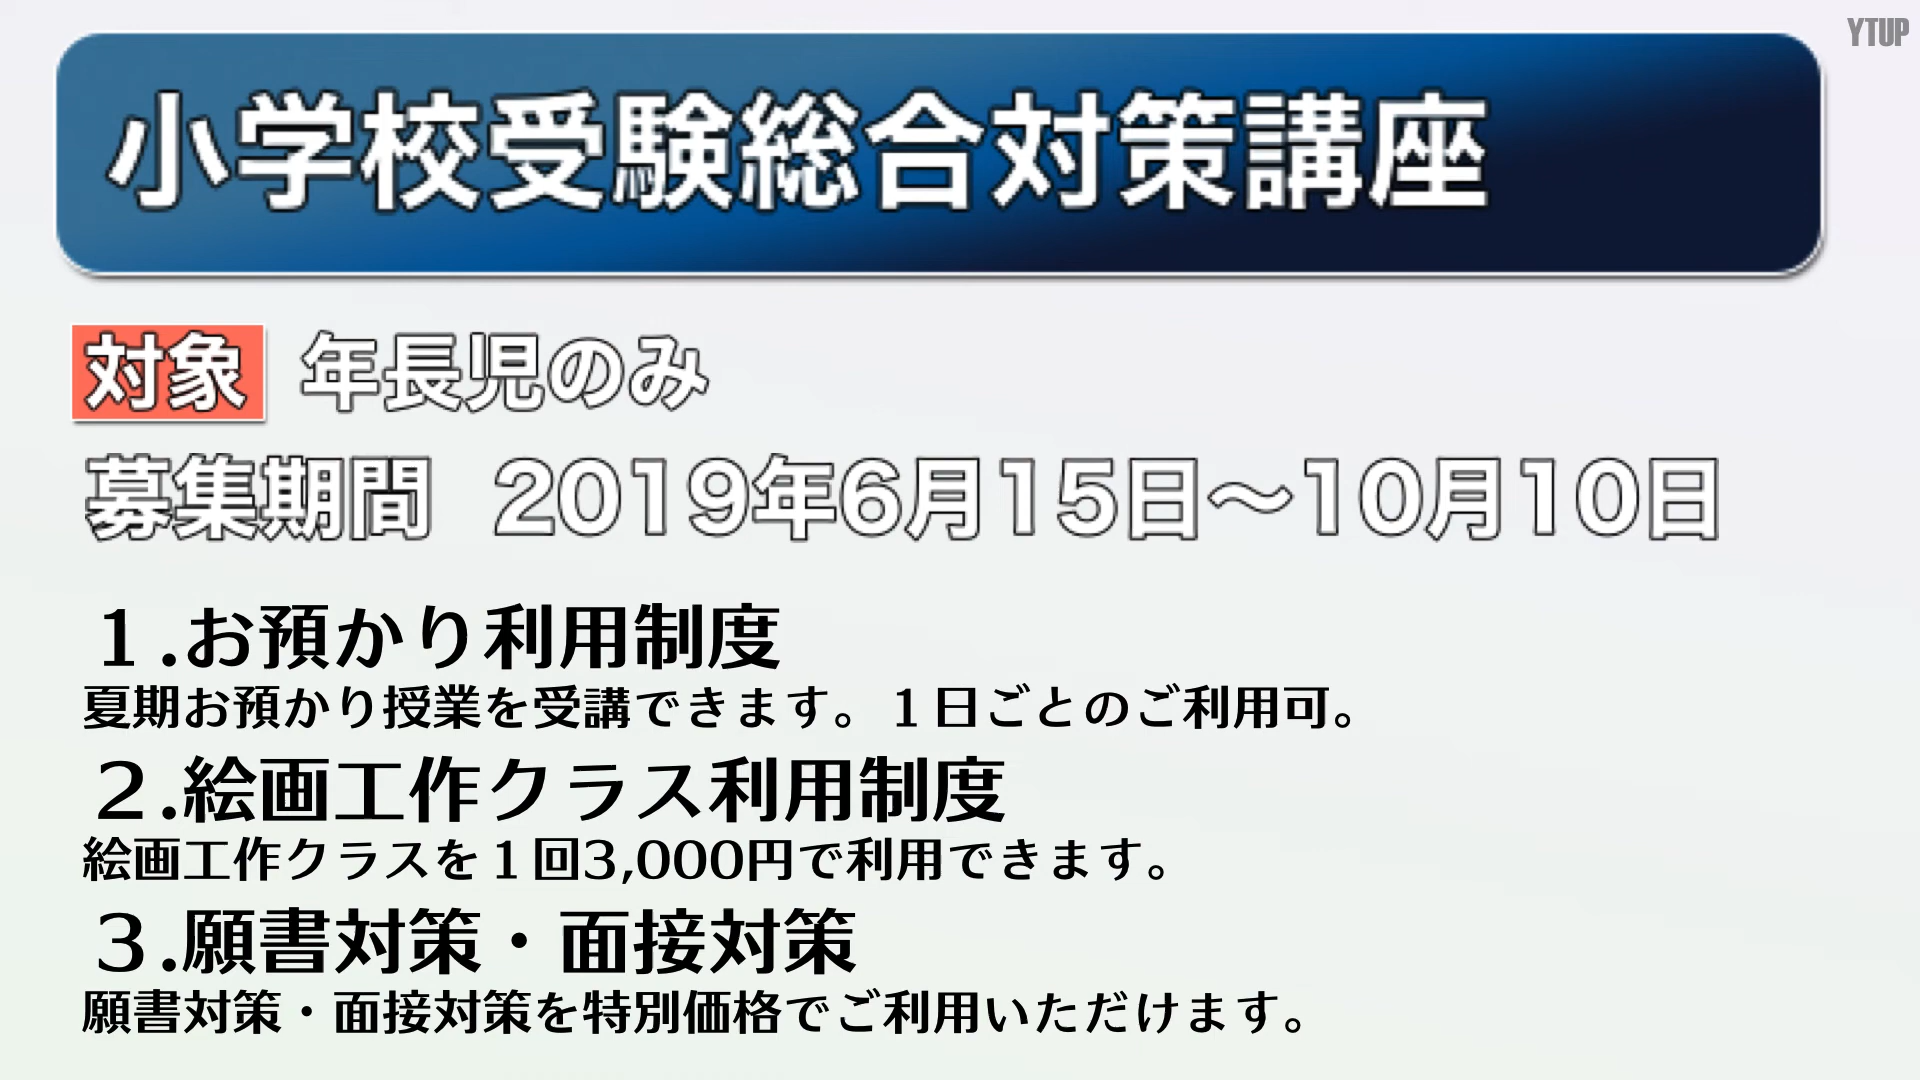 YTUP
小学校受験総合対策講座
対象 年長児のみ
募集期間 2019年6月15日～10月10日
１.お預かり利用制度
夏期お預かり授業を受講できます。１日ごとのご利用可。
２.絵画工作クラス利用制度
絵画工作クラスを１回3,000円で利用できます。
３.願書対策・面接対策
願書対策・面接対策を特別価格でご利用いただけます。